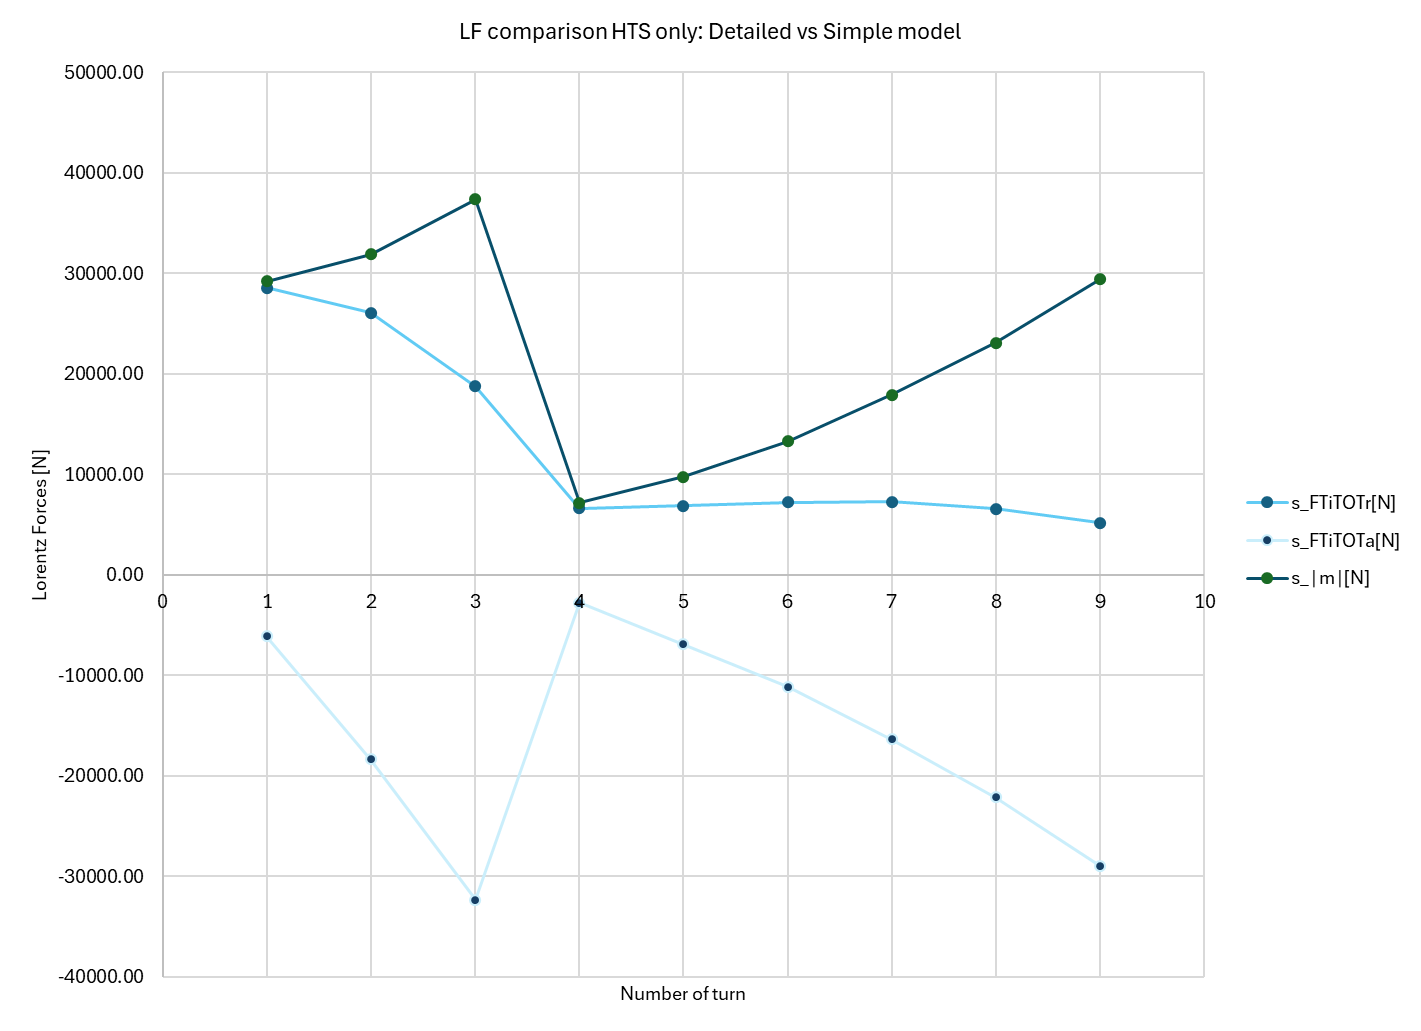 LF comparison HTS only: Detailed vs Simple model
50000.00
40000.00
30000.00
20000.00
10000.00
0.00
-10000.00
-20000.00
-30000.00
-40000.00
Lorentz Forces [N]
0 1 2 3 4 5 6 7 8 9 10
Number of turn
s_FTiTOTr[N]
s_FTiTOTa[N]
s_|m|[N]